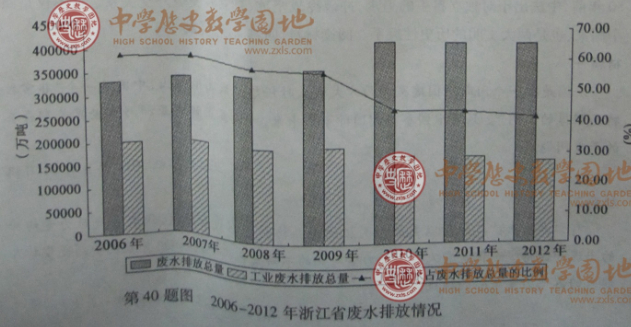 中学历史教学园地
HIGH SCHOOL HISTORY TEACHING GARDEN
www.zxls.com
400000
350000
300000
250000
200000
150000
100000
50000
0
(万吨)
70.00
60.00
50.00
40.00
30.00
20.00
10.00
0.00
(%)
中学历史教学园地
HIGH SCHOOL HISTORY TEACHING GARDEN
www.zxls.com
2006年 2007年 2008年 2009年 年 2011年 2012年
废水排放总量 工业废水排放总量 占废水排放总量的比例
中学历史教学园地
HIGH SCHOOL HISTORY TEACHING GARDEN
www.zxls.com
第40题图 2006-2012年浙江省废水排放情况